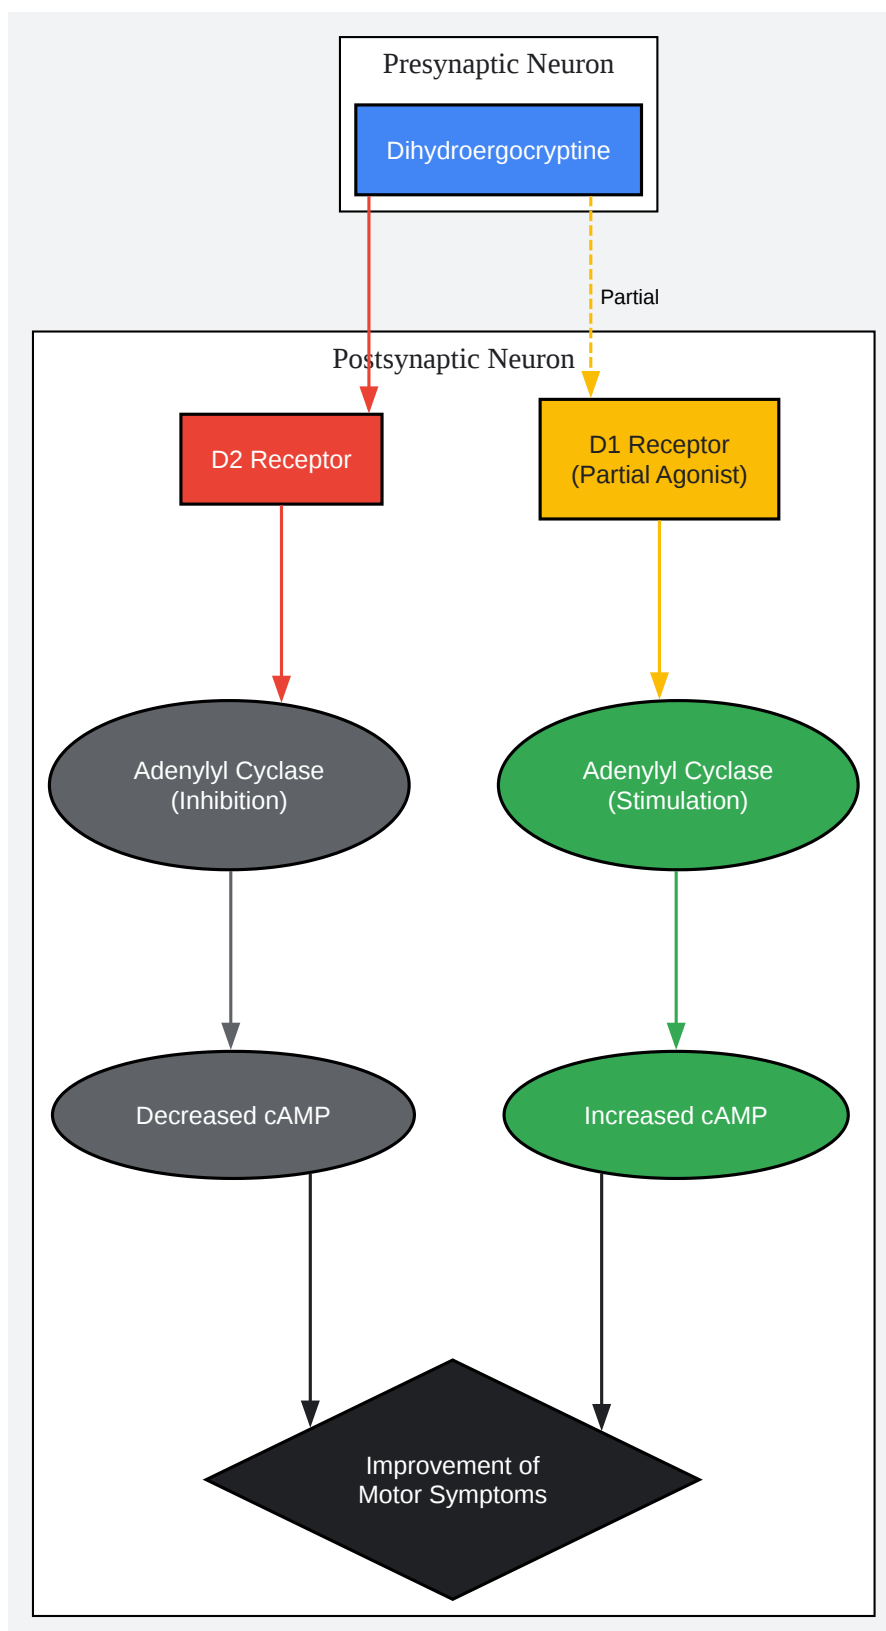 Presynaptic Neuron
Dihydroergocryptine
Partial
Postsynaptic Neuron
D2 Receptor
D1 Receptor
(Partial Agonist)
Adenylyl Cyclase
(Inhibition)
Adenylyl Cyclase
(Stimulation)
Decreased cAMP
Increased cAMP
Improvement of
Motor Symptoms